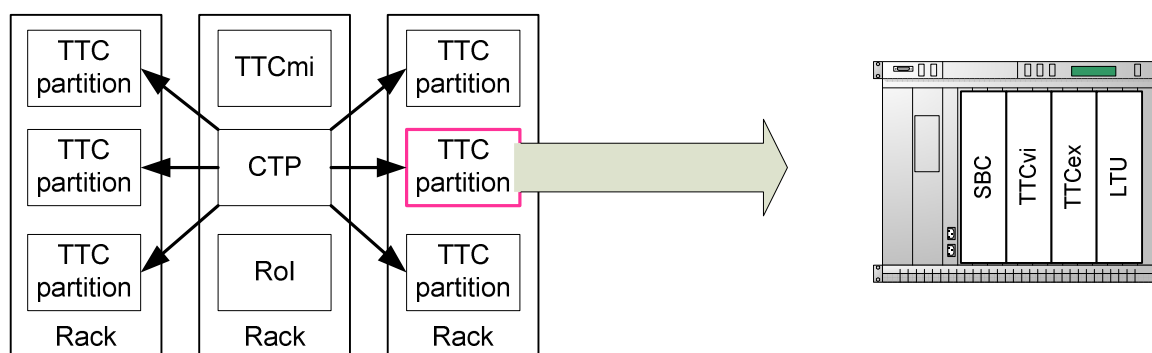 TTC
partition
TTC
partition
TTC
partition
Rack
TTCmi
CTP
RoI
Rack
TTC
partition
TTC
partition
TTC
partition
Rack
SBC
TTCvi
TTCex
LTU